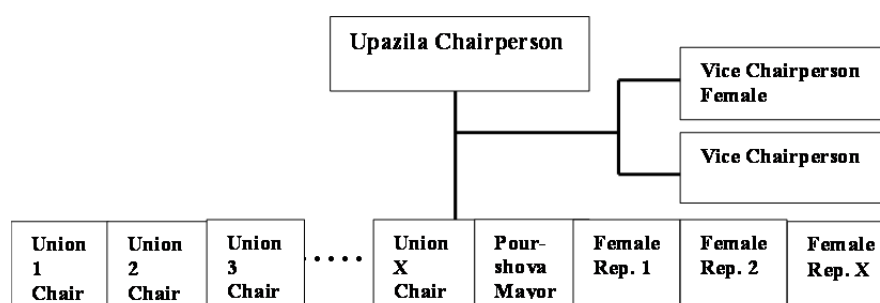 Upazila Chairperson
Vice Chairperson
Female
Vice Chairperson
Union
1
Chair
Union
2
Chair
Union
3
Chair
.....
Union
X
Chair
Pour-
shova
Mayor
Female
Rep. 1
Female
Rep. 2
Female
Rep. X